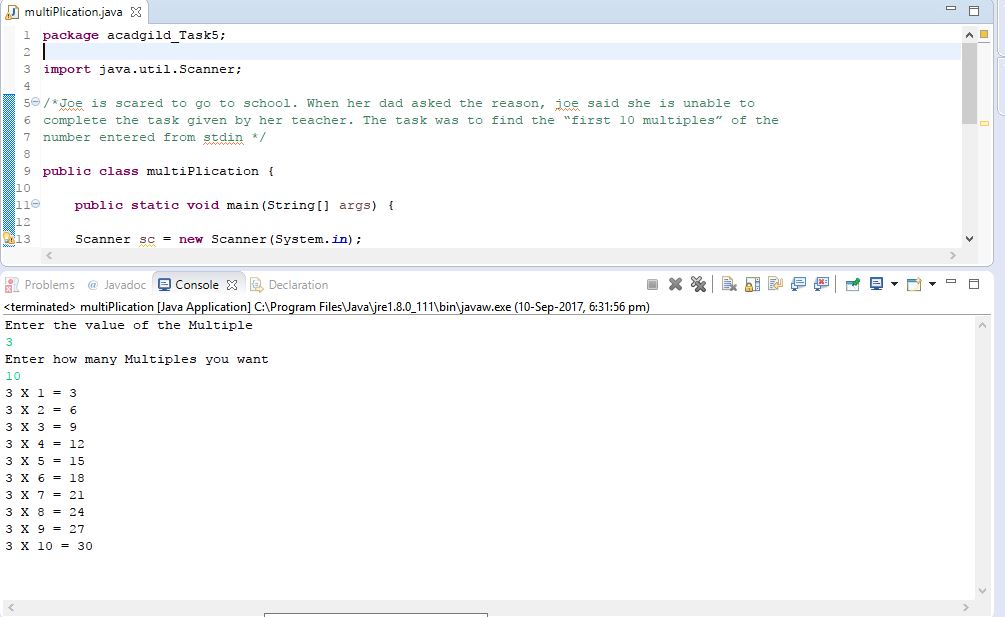 multiPlication.java
1 package acadgild_Task5;
2
3 import java.util.Scanner;
4
5 /*Joe is scared to go to school. When her dad asked the reason, joe said she is unable to
6 complete the task given by her teacher. The task was to find the “first 10 multiples” of the
7 number entered from stdin */
8
9 public class multiPlication {
10
11 public static void main(String[] args) {
12
13 Scanner sc = new Scanner(System.in);
Problems @ Javadoc Console Declaration
<terminated> multiPlication [Java Application] C:\Program Files\Java\jre1.8.0_111\bin\javaw.exe (10-Sep-2017, 6:31:56 pm)
Enter the value of the Multiple
3
Enter how many Multiples you want
10
3 X 1 = 3
3 X 2 = 6
3 X 3 = 9
3 X 4 = 12
3 X 5 = 15
3 X 6 = 18
3 X 7 = 21
3 X 8 = 24
3 X 9 = 27
3 X 10 = 30